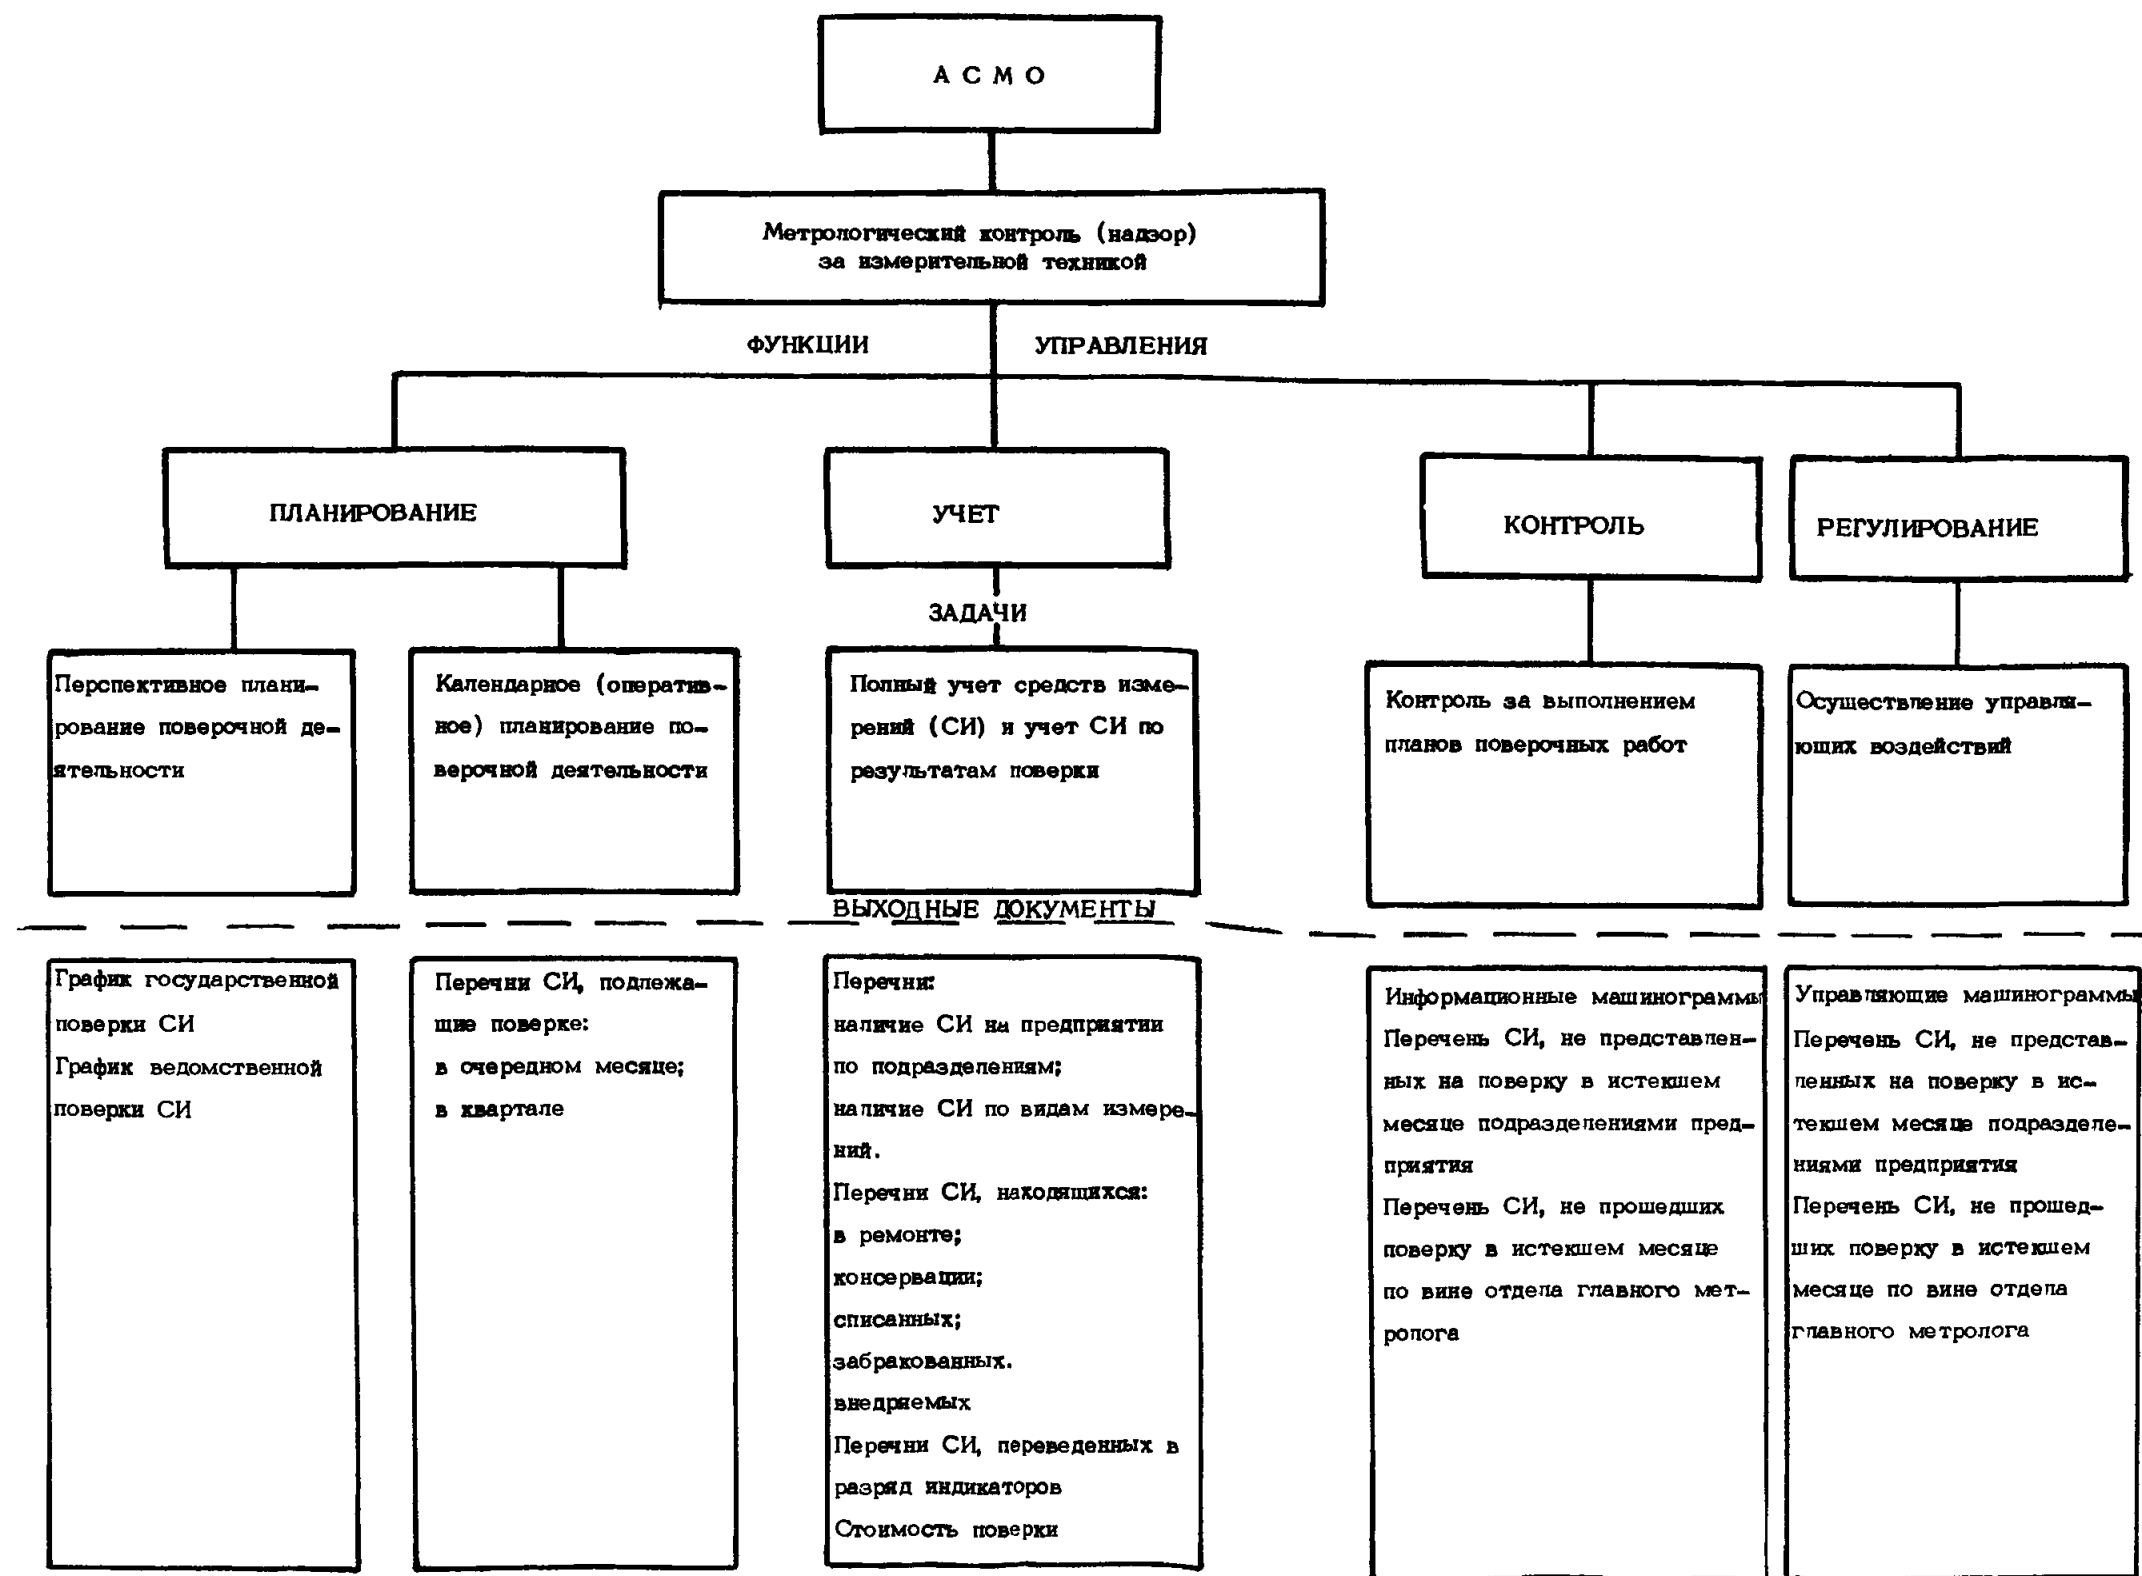 АСМО
Метрологический контроль (надзор)
за измерительной техникой
ФУНКЦИИ УПРАВЛЕНИЯ
ПЛАНИРОВАНИЕ
УЧЕТ
КОНТРОЛЬ
РЕГУЛИРОВАНИЕ
ЗАДАЧИ
Перспективное плани-
рование поверочной де-
ятельности
Календарное (оператив-
ное) планирование по-
верочной деятельности
Полный учет средств изме-
рений (СИ) и учет СИ по
результатам поверки
Контроль за выполнением
планов поверочных работ
Осуществление управля-
ющих воздействий
ВЫХОДНЫЕ ДОКУМЕНТЫ
График государственной
поверки СИ
График ведомственной
поверки СИ
Перечни СИ, подлежа-
щие поверке:
в очередном месяце;
в квартале
Перечни:
наличие СИ на предприятии
по подразделениям;
наличие СИ по видам измере-
ний.
Перечни СИ, находящихся:
в ремонте;
консервации;
списанных;
забракованных.
внедряемых
Перечни СИ, переведенных в
разряд индикаторов
Стоимость поверки
Информационные машинограммы
Перечень СИ, не представлен-
ных на поверку в истекшем
месяце подразделениями пред-
приятия
Перечень СИ, не прошедших
поверку в истекшем месяце
по вине отдела главного мет-
ролога
Управляющие машинограммы
Перечень СИ, не представ-
ленных на поверку в ис-
текшем месяце подразделе-
ниями предприятия
Перечень СИ, не прошед-
ших поверку в истекшем
месяце по вине отдела
главного метролога